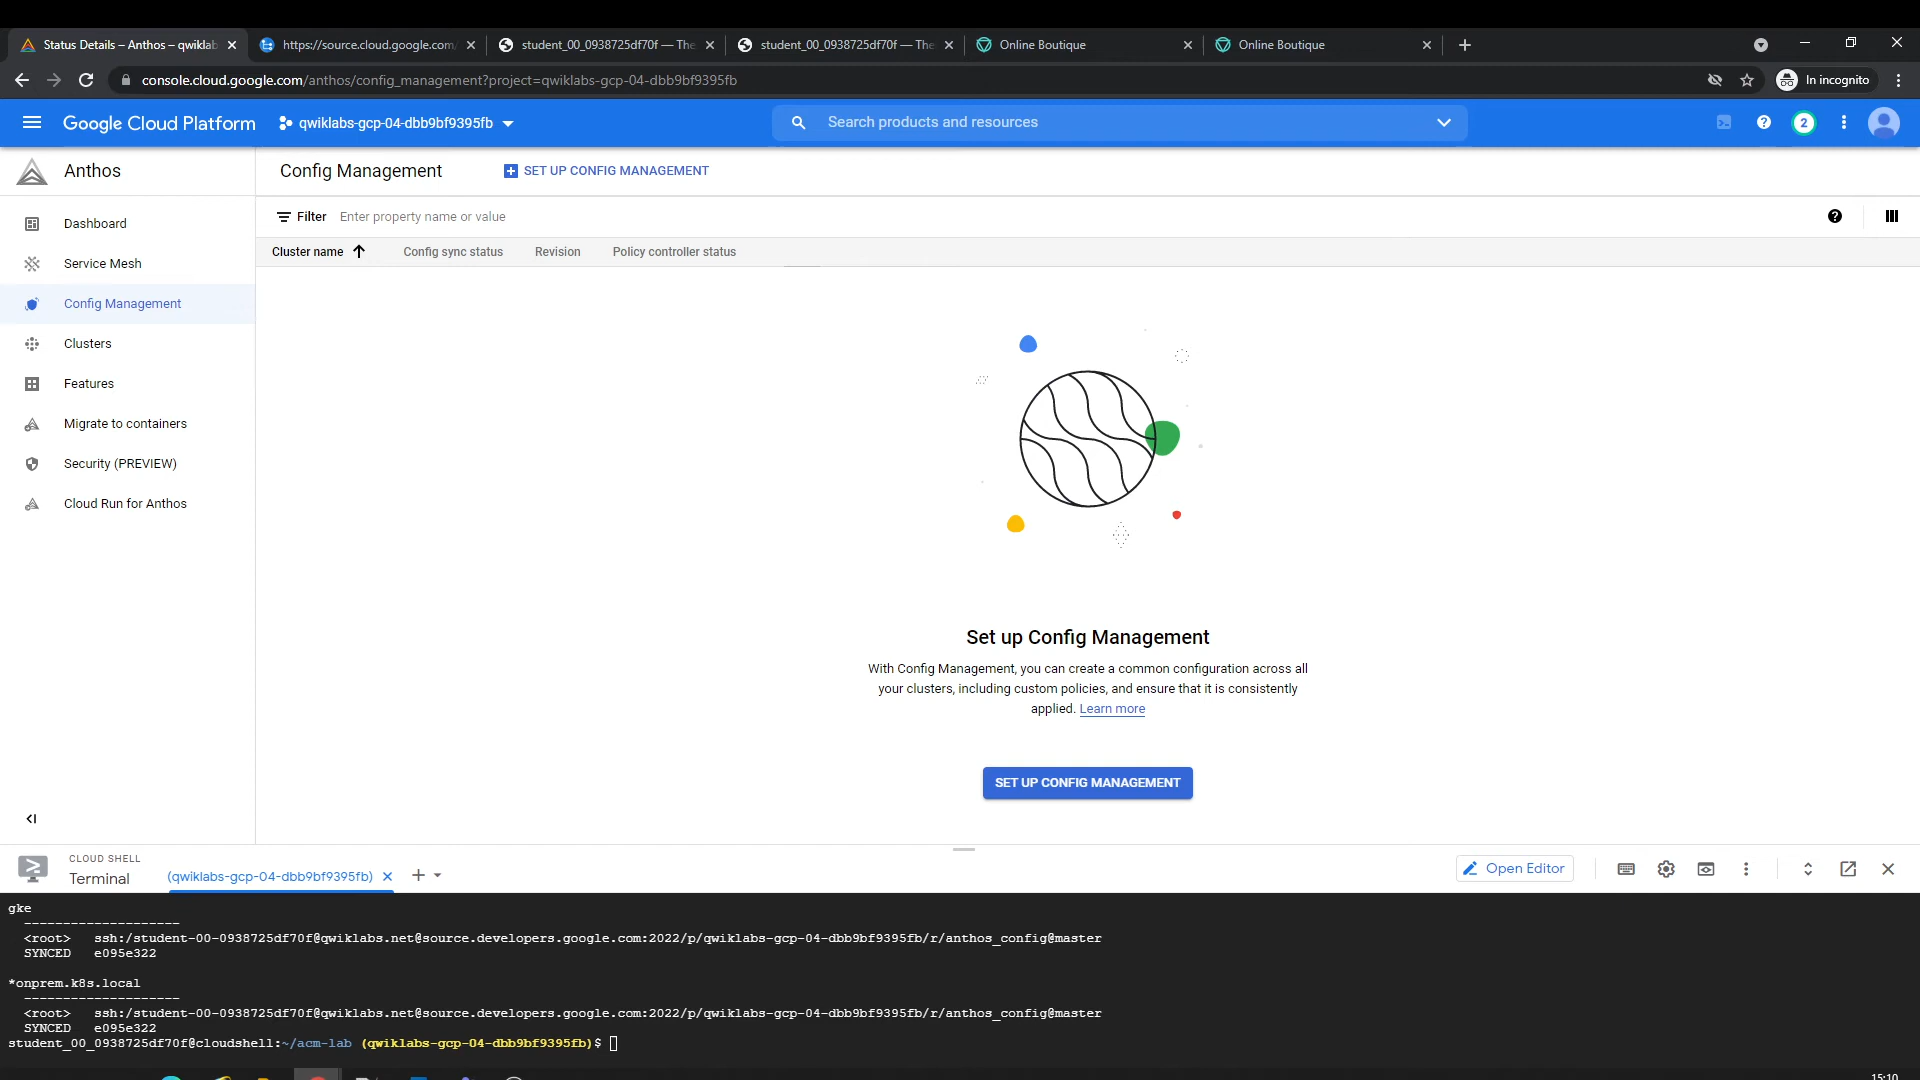 Status Details – Anthos – qwiklab
https://source.cloud.google.com/
student_00_0938725df70f — The
student_00_0938725df70f — The
Online Boutique
Online Boutique
console.cloud.google.com/anthos/config_management?project=qwiklabs-gcp-04-dbb9bf9395fb
In incognito
Google Cloud Platform
qwiklabs-gcp-04-dbb9bf9395fb
Search products and resources
2
Anthos
Config Management
SET UP CONFIG MANAGEMENT
Dashboard
Service Mesh
Config Management
Clusters
Features
Migrate to containers
Security (PREVIEW)
Cloud Run for Anthos
Filter
Enter property name or value
Cluster name
Config sync status
Revision
Policy controller status
Set up Config Management
With Config Management, you can create a common configuration across all
your clusters, including custom policies, and ensure that it is consistently
applied. Learn more
SET UP CONFIG MANAGEMENT
CLOUD SHELL
Terminal
(qwiklabs-gcp-04-dbb9bf9395fb)
Open Editor
gke
--------------------
<root> ssh:/student-00-0938725df70f@qwiklabs.net@source.developers.google.com:2022/p/qwiklabs-gcp-04-dbb9bf9395fb/r/anthos_config@master
SYNCED e095e322
*onprem.k8s.local
--------------------
<root> ssh:/student-00-0938725df70f@qwiklabs.net@source.developers.google.com:2022/p/qwiklabs-gcp-04-dbb9bf9395fb/r/anthos_config@master
SYNCED e095e322
student_00_0938725df70f@cloudshell:~/acm-lab (qwiklabs-gcp-04-dbb9bf9395fb)$
15:10